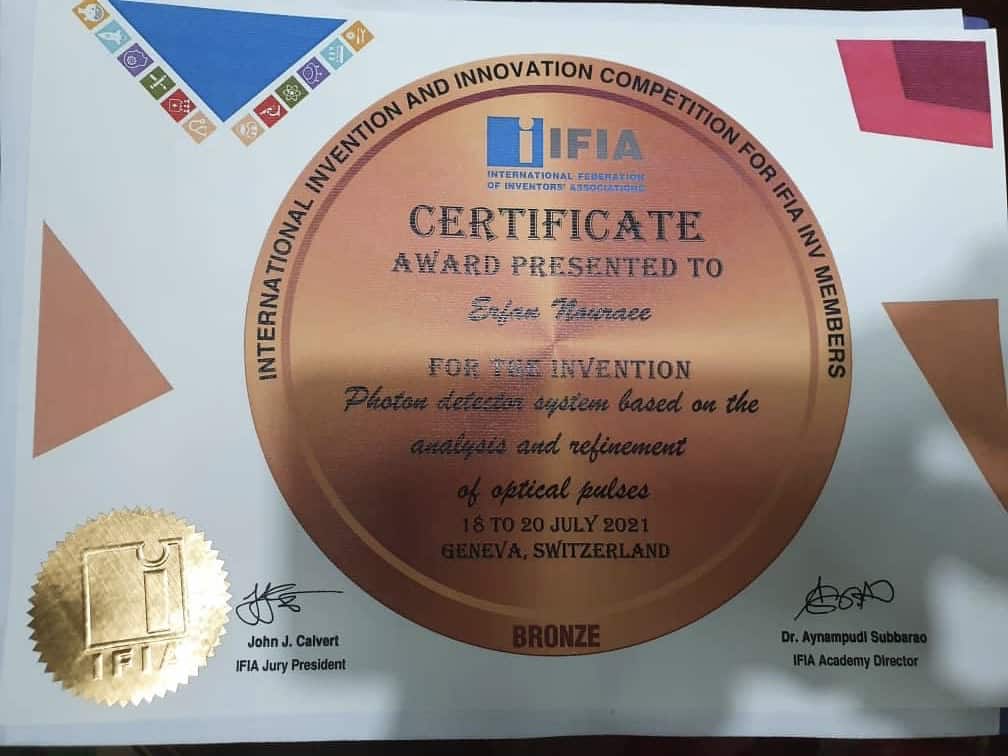 INTERNATIONAL INVENTION AND INNOVATION COMPETITION FOR IFIA INV MEMBERS
i IFIA
INTERNATIONAL FEDERATION
OF INVENTORS' ASSOCIATIONS
CERTIFICATE
AWARD PRESENTED TO
Erfan Nouraee
FOR THE INVENTION
Photon detector system based on the
analysis and refinement
of optical pulses
18 TO 20 JULY 2021
GENEVA, SWITZERLAND
BRONZE
i
IFIA
John J. Calvert
IFIA Jury President
Dr. Aynampudi Subbarao
IFIA Academy Director